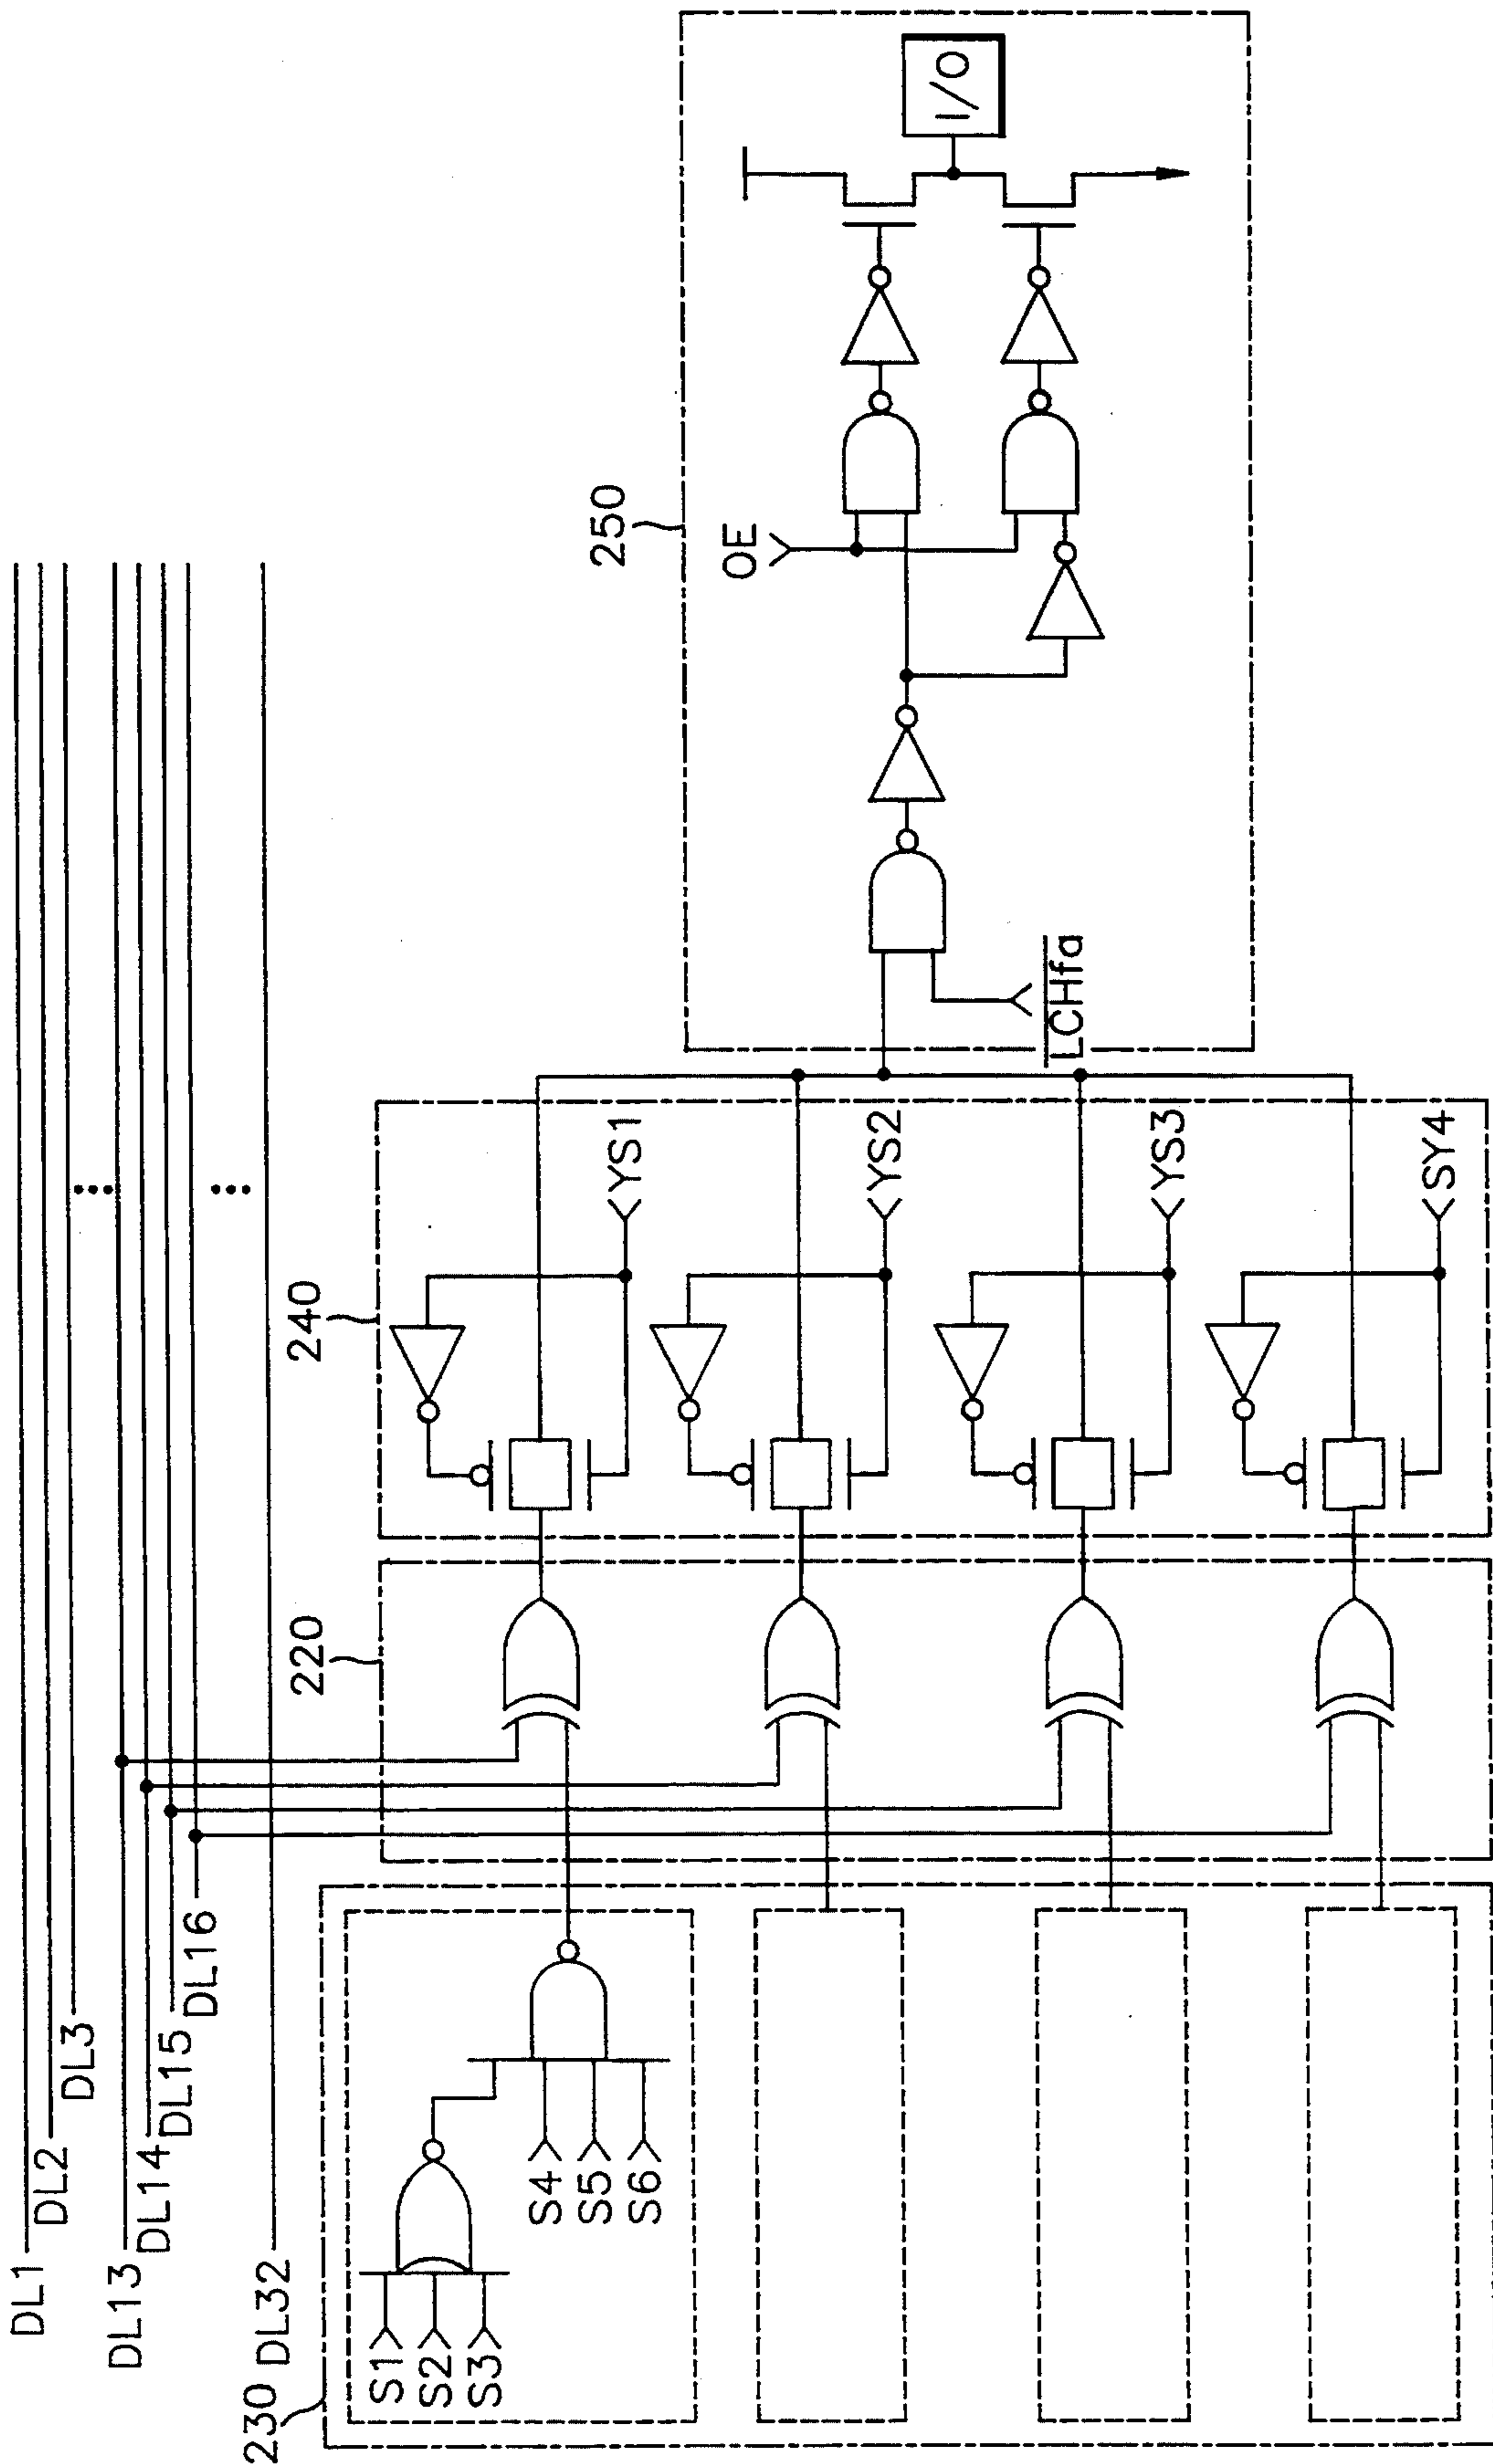 DL1
DL2
DL3
DL13
DL14
DL15
DL16
DL32
230
220
240
250
S1
S2
S3
S4
S5
S6
YS1
YS2
YS3
SY4
LCHfa
OE
I/O